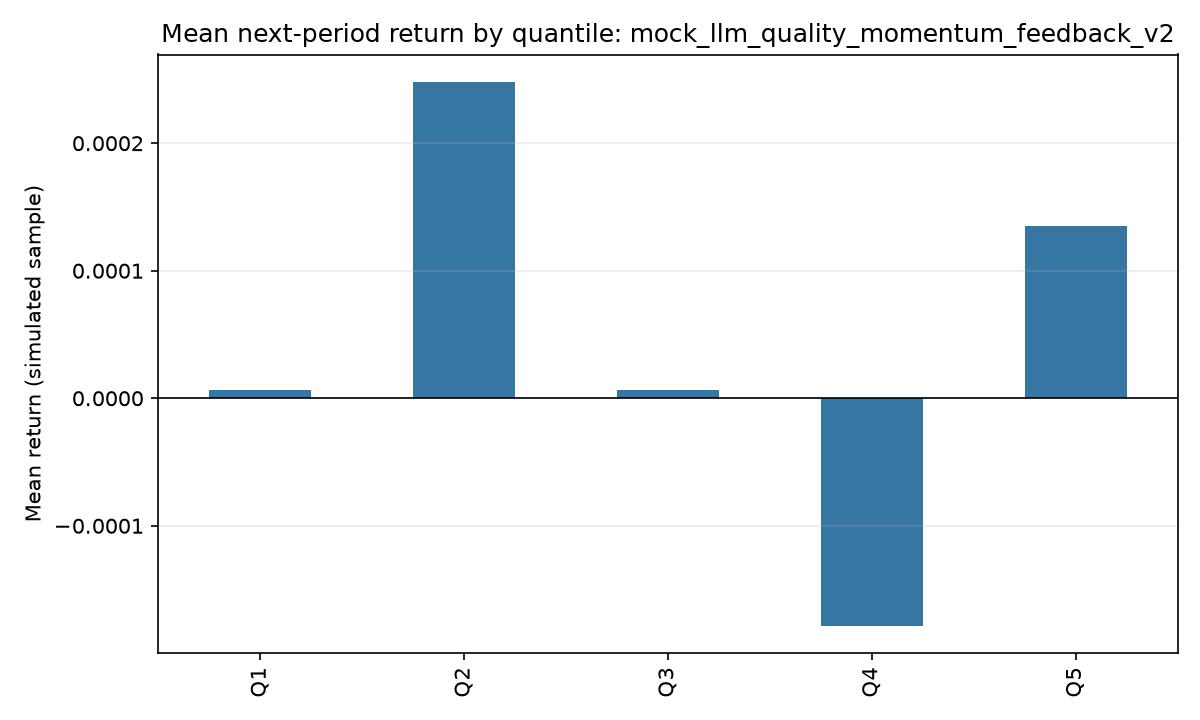 Mean next-period return by quantile: mock_llm_quality_momentum_feedback_v2
Mean return (simulated sample)
0.0002
0.0001
0.0000
−0.0001
Q1
Q2
Q3
Q4
Q5